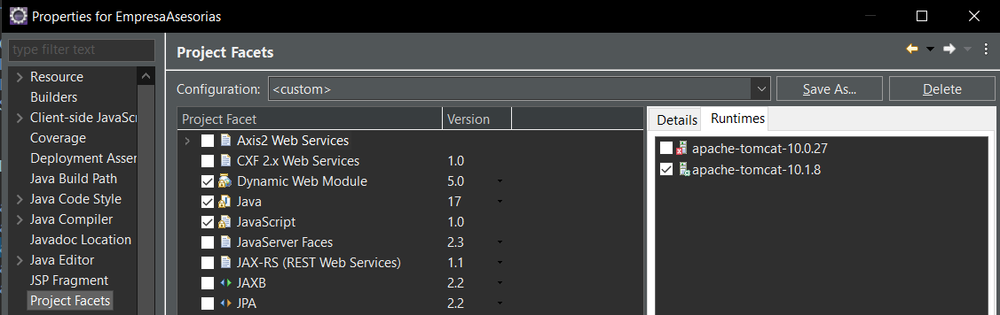 Properties for EmpresaAsesorias
type filter text
Resource
Builders
Client-side JavaScri
Coverage
Deployment Asser
Java Build Path
Java Code Style
Java Compiler
Javadoc Location
Java Editor
JSP Fragment
Project Facets
Project Facets
Configuration: <custom> Save As... Delete
Project Facet Version
Axis2 Web Services
CXF 2.x Web Services 1.0
Dynamic Web Module 5.0
Java 17
JavaScript 1.0
JavaServer Faces 2.3
JAX-RS (REST Web Services) 1.1
JAXB 2.2
JPA 2.2
Details Runtimes
apache-tomcat-10.0.27
apache-tomcat-10.1.8